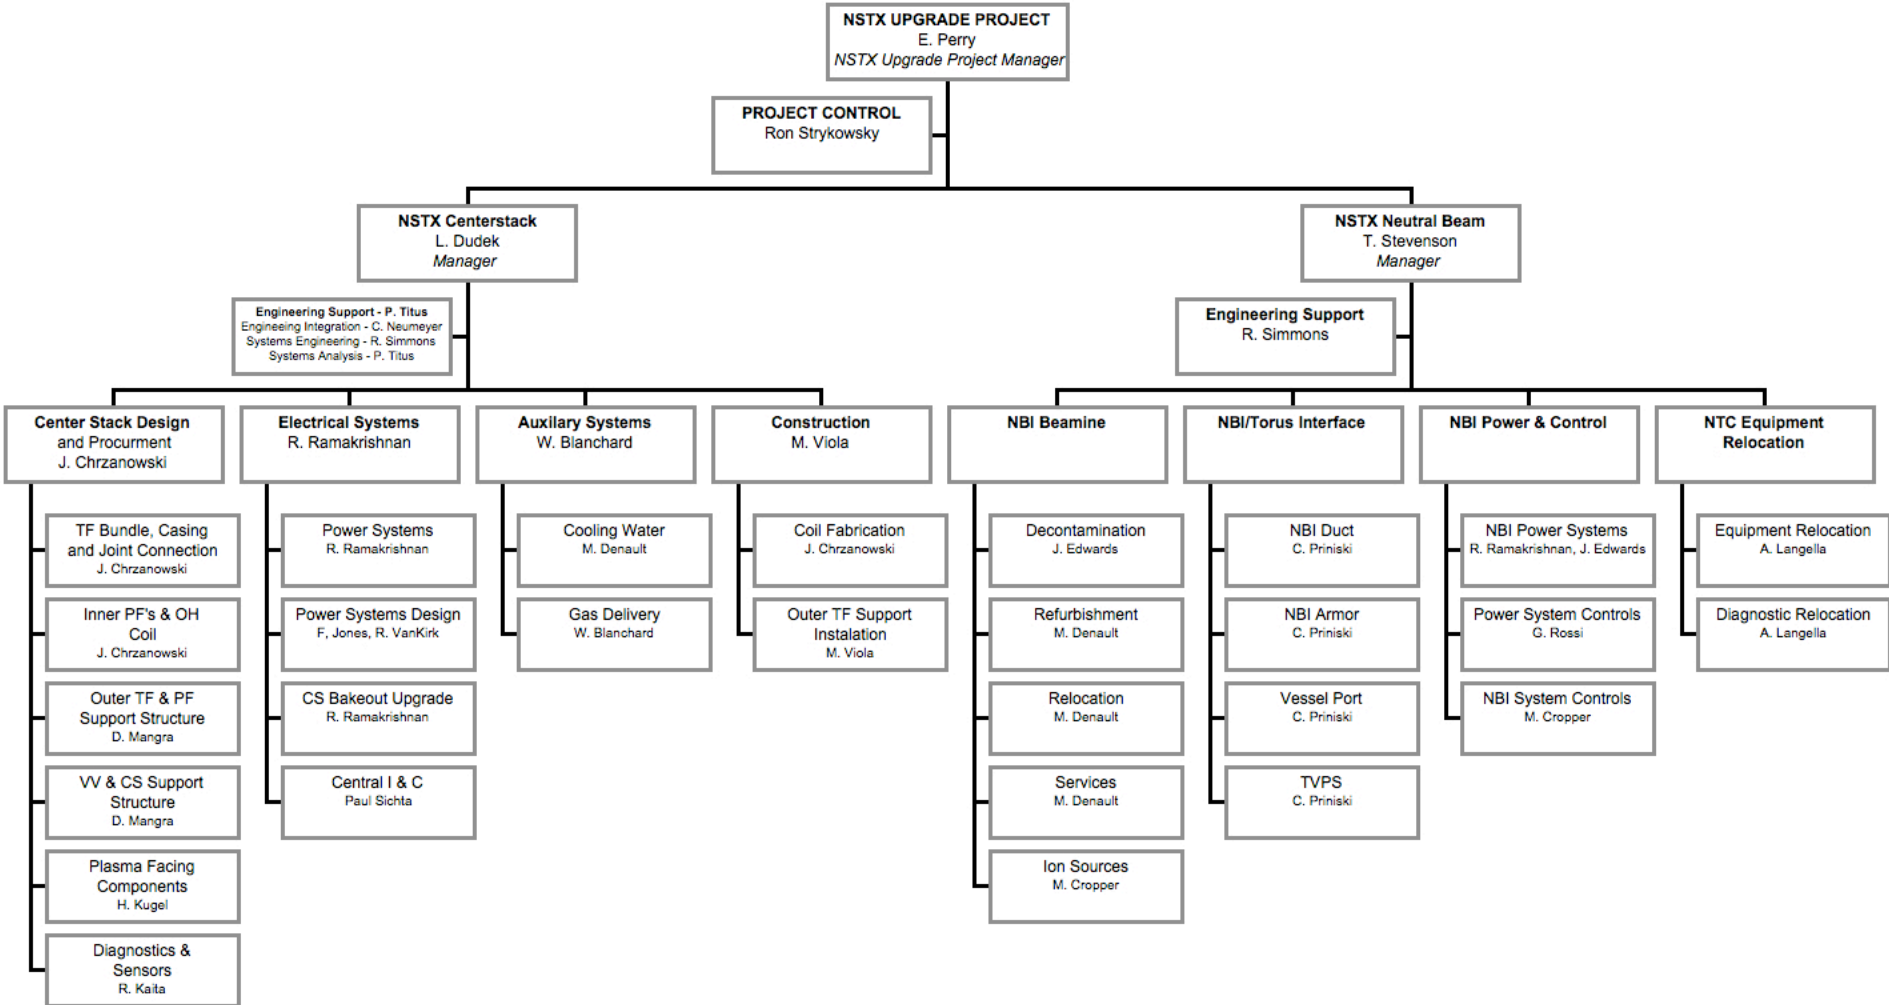 NSTX UPGRADE PROJECT
E. Perry
NSTX Upgrade Project Manager
PROJECT CONTROL
Ron Strykowsky
NSTX Centerstack
L. Dudek
Manager
NSTX Neutral Beam
T. Stevenson
Manager
Engineering Support - P. Titus
Engineeing Integration - C. Neumeyer
Systems Engineering - R. Simmons
Systems Analysis - P. Titus
Engineering Support
R. Simmons
Center Stack Design
and Procurment
J. Chrzanowski
Electrical Systems
R. Ramakrishnan
Auxilary Systems
W. Blanchard
Construction
M. Viola
NBI Beamine
NBI/Torus Interface
NBI Power & Control
NTC Equipment
Relocation
TF Bundle, Casing
and Joint Connection
J. Chrzanowski
Inner PF's & OH
Coil
J. Chrzanowski
Outer TF & PF
Support Structure
D. Mangra
VV & CS Support
Structure
D. Mangra
Plasma Facing
Components
H. Kugel
Diagnostics &
Sensors
R. Kaita
Power Systems
R. Ramakrishnan
Power Systems Design
F, Jones, R. VanKirk
CS Bakeout Upgrade
R. Ramakrishnan
Central I & C
Paul Sichta
Cooling Water
M. Denault
Gas Delivery
W. Blanchard
Coil Fabrication
J. Chrzanowski
Outer TF Support
Instalation
M. Viola
Decontamination
J. Edwards
Refurbishment
M. Denault
Relocation
M. Denault
Services
M. Denault
Ion Sources
M. Cropper
NBI Duct
C. Priniski
NBI Armor
C. Priniski
Vessel Port
C. Priniski
TVPS
C. Priniski
NBI Power Systems
R. Ramakrishnan, J. Edwards
Power System Controls
G. Rossi
NBI System Controls
M. Cropper
Equipment Relocation
A. Langella
Diagnostic Relocation
A. Langella